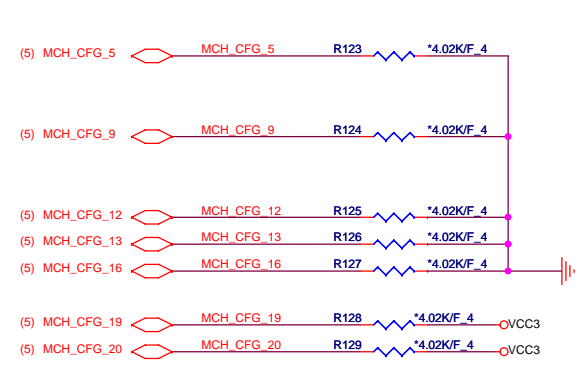 (5) MCH_CFG_5 MCH_CFG_5 R123 *4.02K/F_4
(5) MCH_CFG_9 MCH_CFG_9 R124 *4.02K/F_4
(5) MCH_CFG_12 MCH_CFG_12 R125 *4.02K/F_4
(5) MCH_CFG_13 MCH_CFG_13 R126 *4.02K/F_4
(5) MCH_CFG_16 MCH_CFG_16 R127 *4.02K/F_4
(5) MCH_CFG_19 MCH_CFG_19 R128 *4.02K/F_4 VCC3
(5) MCH_CFG_20 MCH_CFG_20 R129 *4.02K/F_4 VCC3